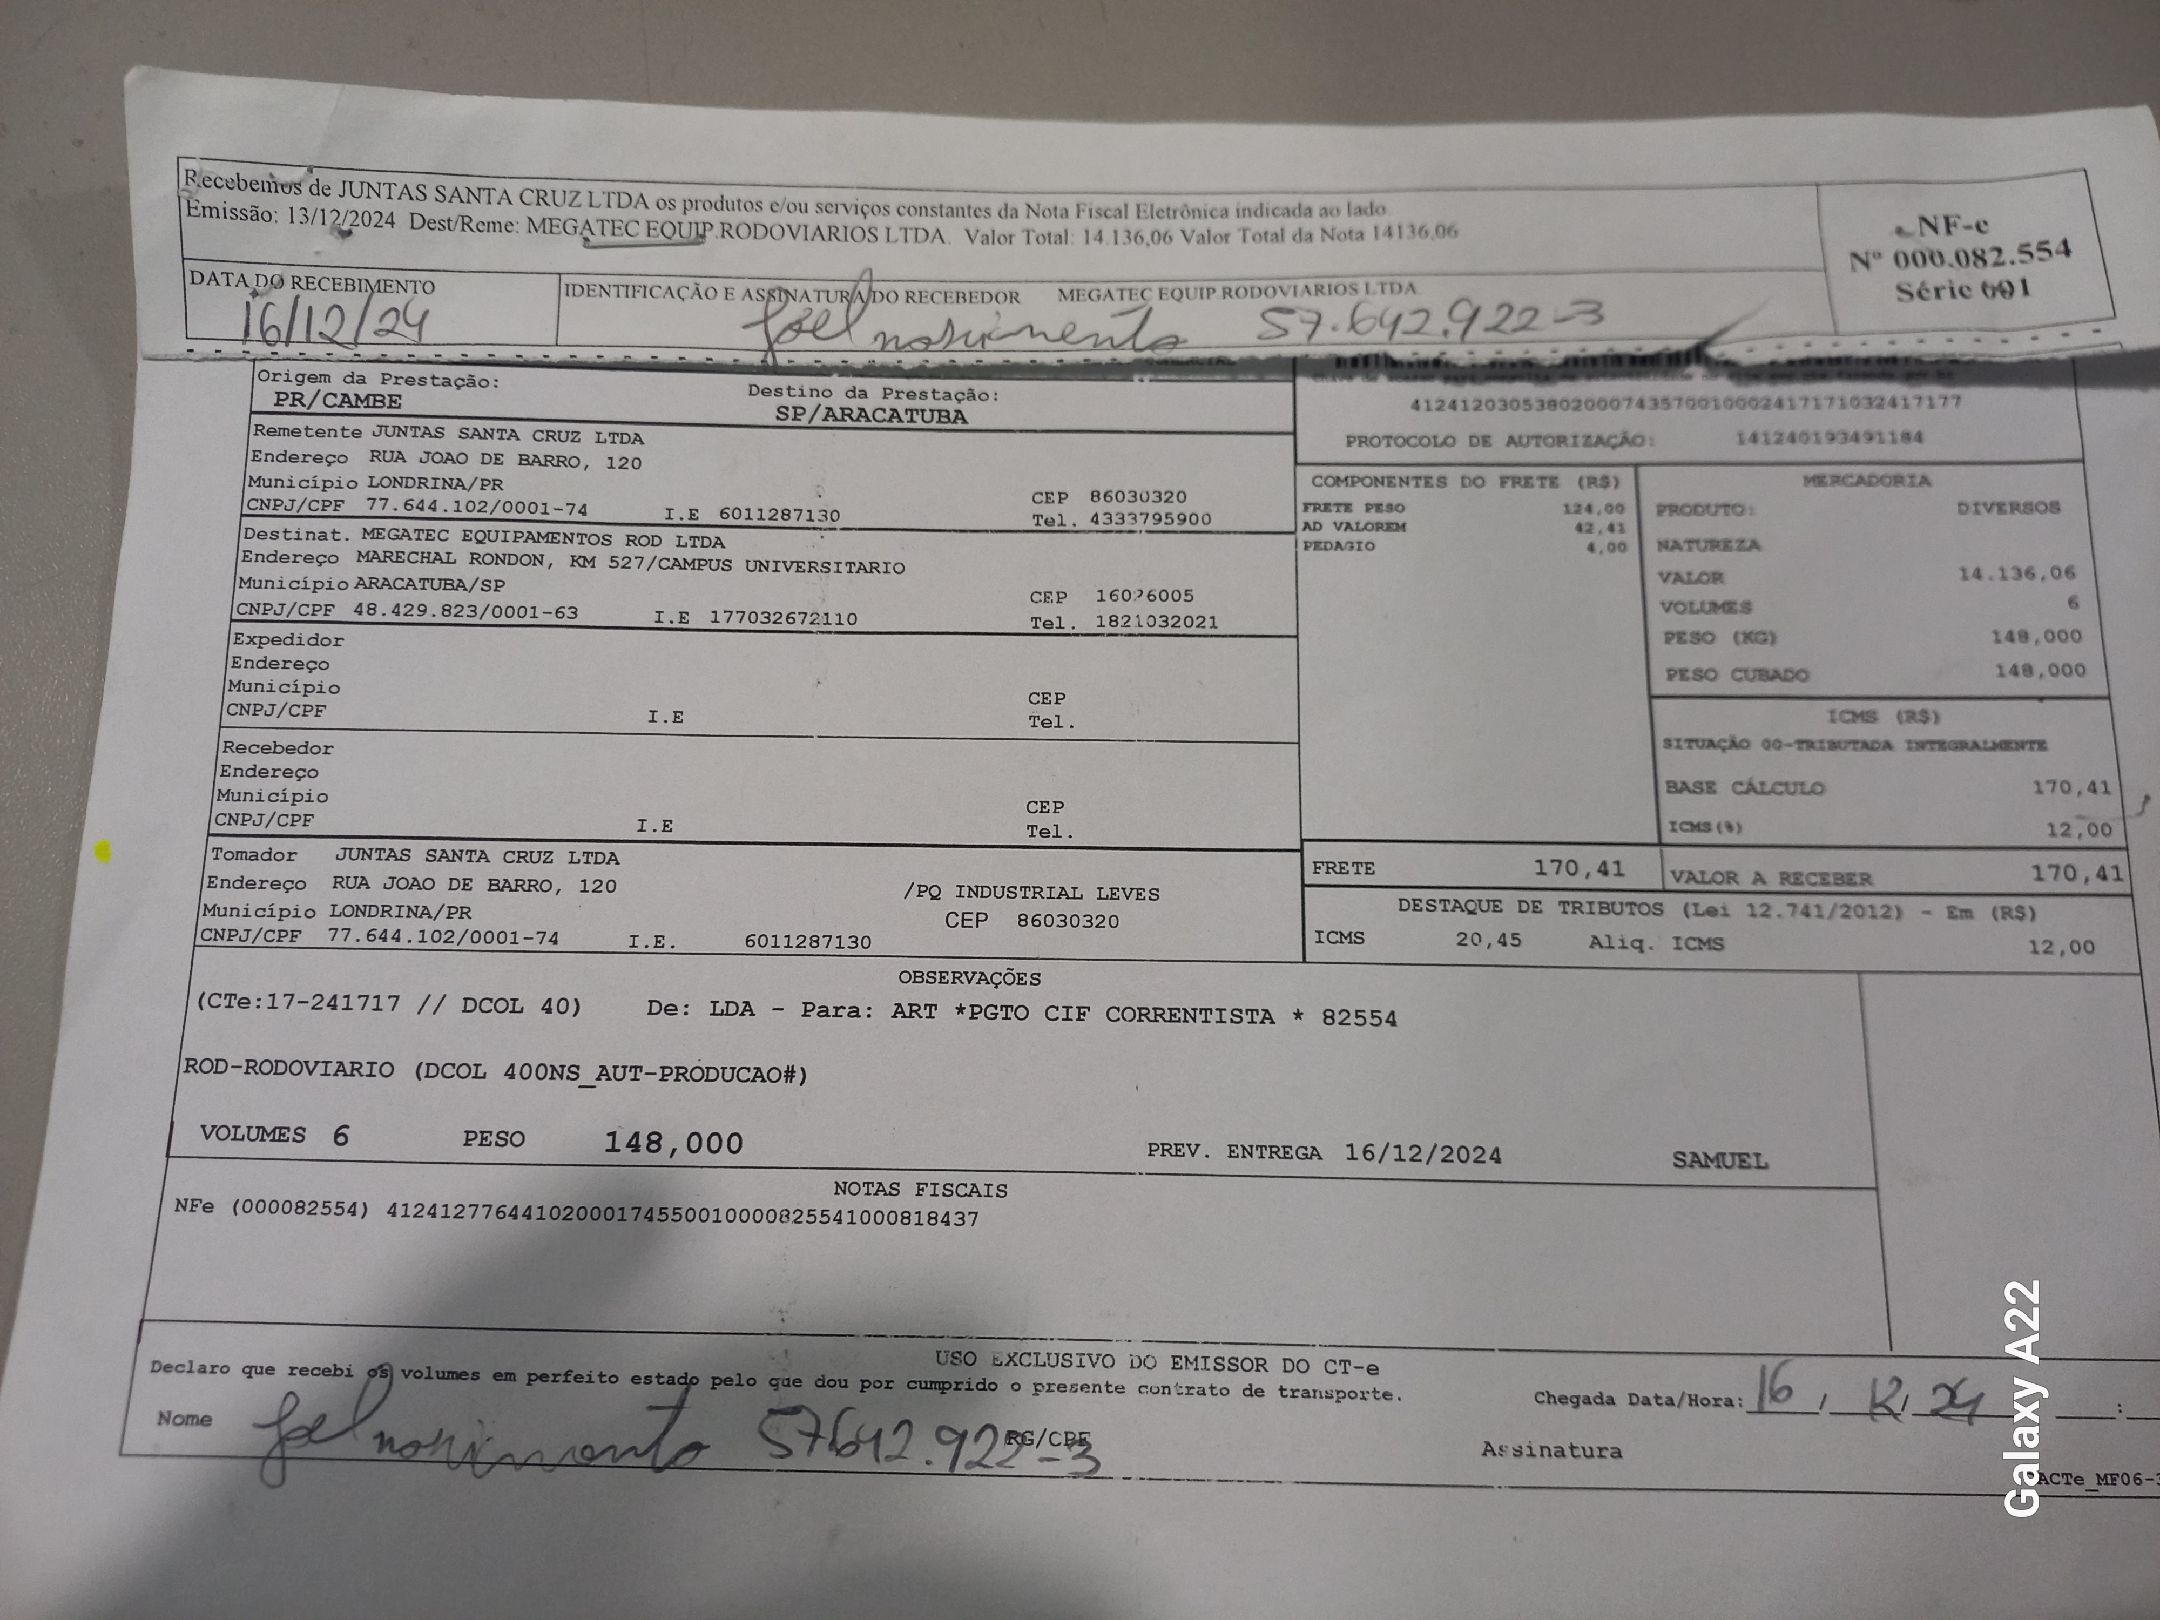 Recebemos de JUNTAS SANTA CRUZ LTDA os produtos e/ou serviços constantes da Nota Fiscal Eletrônica indicada ao lado
Emissão: 13/12/2024 Dest/Reme: MEGATEC EQUIP.RODOVIARIOS LTDA. Valor Total: 14.136,06 Valor Total da Nota 14136,06
NF-e
Nº 000.082.554
Série 001
DATA DO RECEBIMENTO
16/12/24
IDENTIFICAÇÃO E ASSINATURA DO RECEBEDOR MEGATEC EQUIP.RODOVIARIOS LTDA
Joel nascimento 57.642.922-3
Origem da Prestação: Destino da Prestação:
PR/CAMBE SP/ARACATUBA
PROTOCOLO DE AUTORIZAÇÃO: 141240193491184
Remetente JUNTAS SANTA CRUZ LTDA
Endereço RUA JOAO DE BARRO, 120
Município LONDRINA/PR CEP 86030320
CNPJ/CPF 77.644.102/0001-74 I.E 6011287130 Tel. 4333795900
Destinat. MEGATEC EQUIPAMENTOS ROD LTDA
Endereço MARECHAL RONDON, KM 527/CAMPUS UNIVERSITARIO
Município ARACATUBA/SP CEP
CNPJ/CPF 48.429.823/0001-63 I.E 177032672110 Tel. 1821032021
Expedidor
Endereço
Município CEP
CNPJ/CPF I.E Tel.
Recebedor
Endereço
Município CEP
CNPJ/CPF I.E Tel.
Tomador JUNTAS SANTA CRUZ LTDA
Endereço RUA JOAO DE BARRO, 120 /PQ INDUSTRIAL LEVES
Município LONDRINA/PR CEP 86030320
CNPJ/CPF 77.644.102/0001-74 I.E. 6011287130
COMPONENTES DO FRETE (R$)
FRETE PESO 124,00
AD VALOREM 42,41
PEDAGIO 4,00
MERCADORIA
PRODUTO: DIVERSOS
NATUREZA
VALOR 14.136,06
VOLUMES 6
PESO (KG) 148,000
PESO CUBADO 148,000
ICMS (R$)
SITUAÇÃO 00-TRIBUTADA INTEGRALMENTE
BASE CÁLCULO 170,41
ICMS(%) 12,00
FRETE 170,41 VALOR A RECEBER 170,41
DESTAQUE DE TRIBUTOS (Lei 12.741/2012) - Em (R$)
ICMS 20,45 Aliq. ICMS 12,00
OBSERVAÇÕES
(CTe:17-241717 // DCOL 40) De: LDA - Para: ART *PGTO CIF CORRENTISTA * 82554
ROD-RODOVIARIO (DCOL 400NS_AUT-PRODUCAO#)
VOLUMES 6 PESO 148,000 PREV. ENTREGA 16/12/2024 SAMUEL
NOTAS FISCAIS
NFe (000082554) 41241277644102000174550010000825541000818437
USO EXCLUSIVO DO EMISSOR DO CT-e
Declaro que recebi os volumes em perfeito estado pelo que dou por cumprido o presente contrato de transporte.
Chegada Data/Hora: 16 / 12 / 24 :
Nome Joel nascimento 57642.922-3 RG/CPF Assinatura
ACTe_MF06-
Galaxy A22